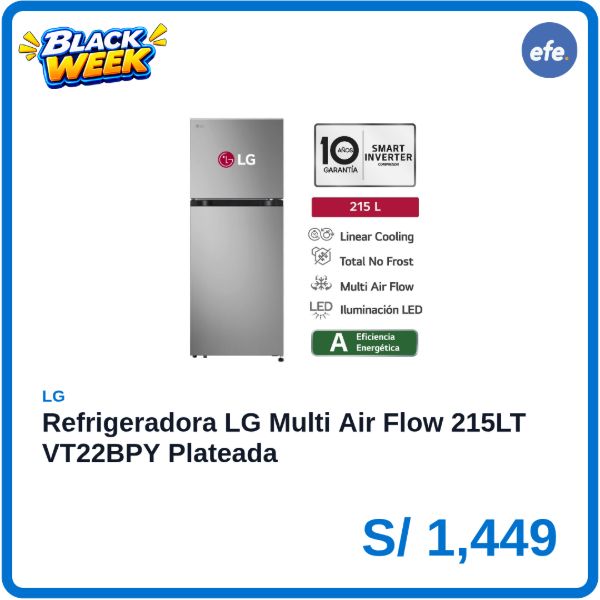 BLACK
WEEK
efe.
LG
10 AÑOS
GARANTÍA
SMART
INVERTER
COMPRESSOR
215 L
Linear Cooling
Total No Frost
Multi Air Flow
LED Iluminación LED
A Eficiencia
Energética
LG
Refrigeradora LG Multi Air Flow 215LT
VT22BPY Plateada
S/ 1,449